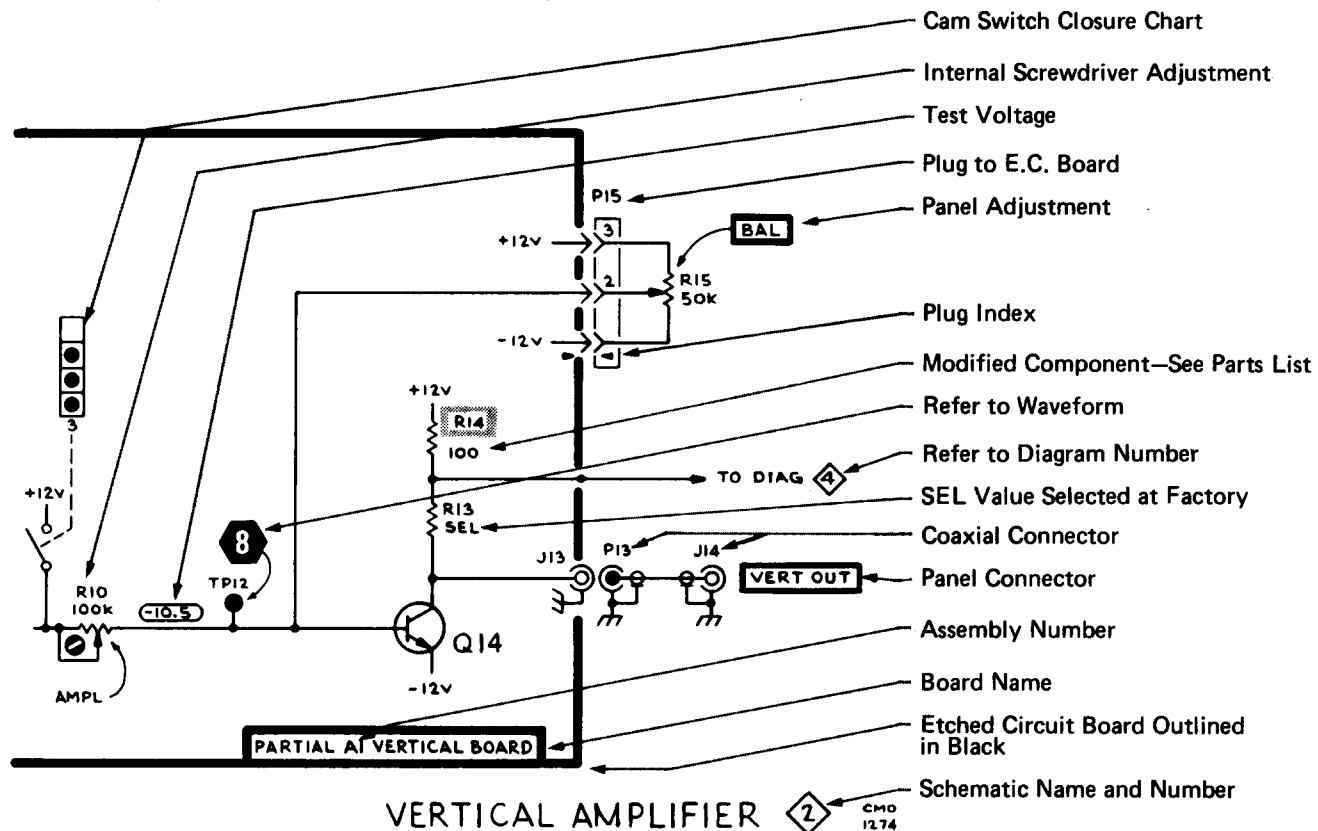 Cam Switch Closure Chart
Internal Screwdriver Adjustment
Test Voltage
Plug to E.C. Board
P15
Panel Adjustment
BAL
+12V
3
2
R15
50K
-12V
Plug Index
Modified Component—See Parts List
3
+12V
R14
100
Refer to Waveform
Refer to Diagram Number
TO DIAG 4
SEL Value Selected at Factory
R13
SEL
+12V
8
Coaxial Connector
J13
P13
J14
VERT OUT
Panel Connector
R10
100K
-10.5
TP12
Q14
Assembly Number
AMPL
-12V
Board Name
PARTIAL A1 VERTICAL BOARD
Etched Circuit Board Outlined
in Black
Schematic Name and Number
VERTICAL AMPLIFIER 2
CMD
1274